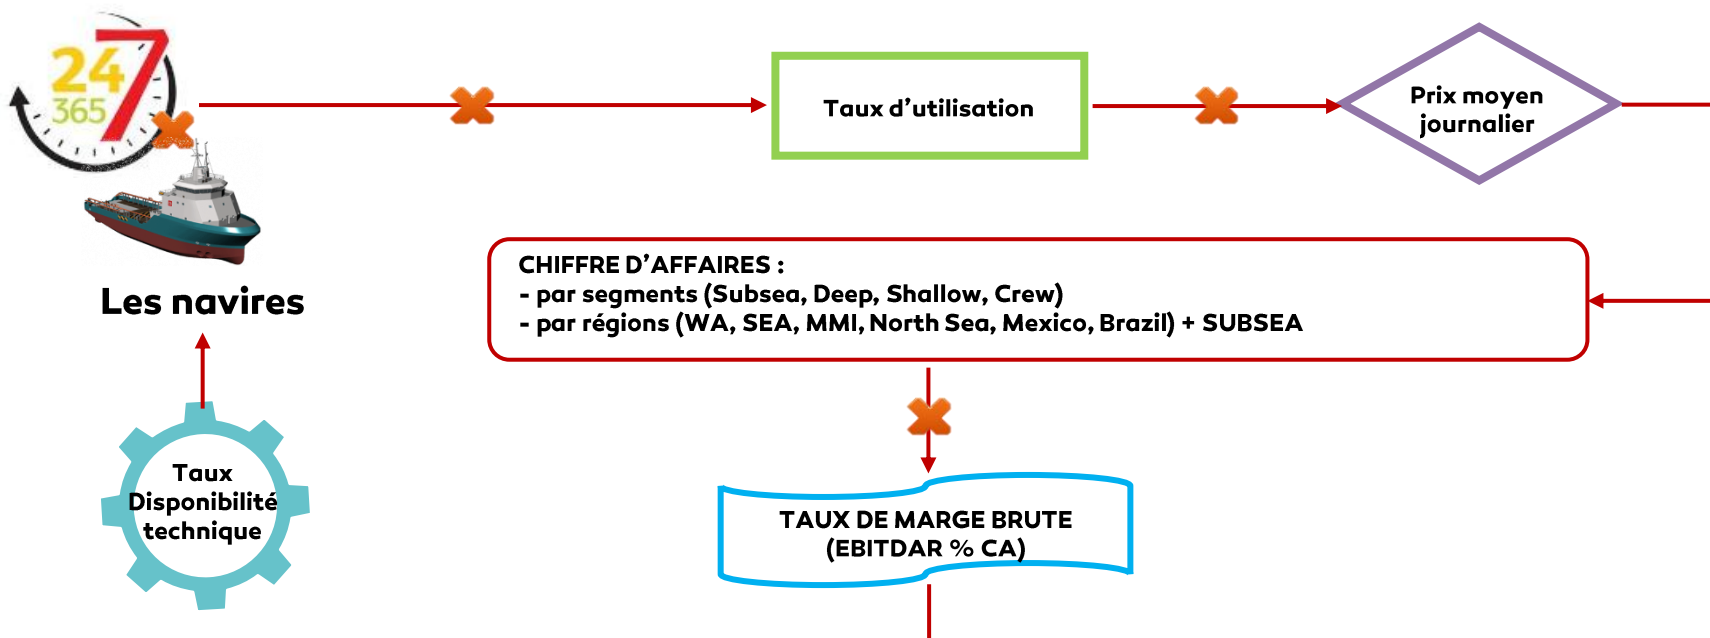 24
7
365
Taux d’utilisation
Prix moyen
journalier
Les navires
CHIFFRE D’AFFAIRES :
- par segments (Subsea, Deep, Shallow, Crew)
- par régions (WA, SEA, MMI, North Sea, Mexico, Brazil) + SUBSEA
Taux
Disponibilité
technique
TAUX DE MARGE BRUTE
(EBITDAR % CA)